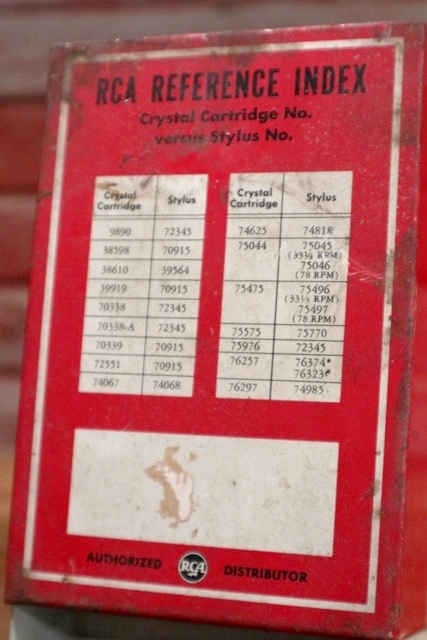 RCA REFERENCE INDEX
Crystal Cartridge No.
versus Stylus No.
Crystal Cartridge Stylus
9890 72345
38598 70915
38610 39564
39919 70915
70338 72345
70338-A 72345
70339 70915
72551 70915
74067 74068
Crystal Cartridge Stylus
74625 74818
75044 75045
(33⅓ RPM)
75046
(78 RPM)
75475 75496
(33⅓ RPM)
75497
(78 RPM)
75575 75770
75976 72345
76257 76374*
76323
76297 74985
AUTHORIZED RCA DISTRIBUTOR